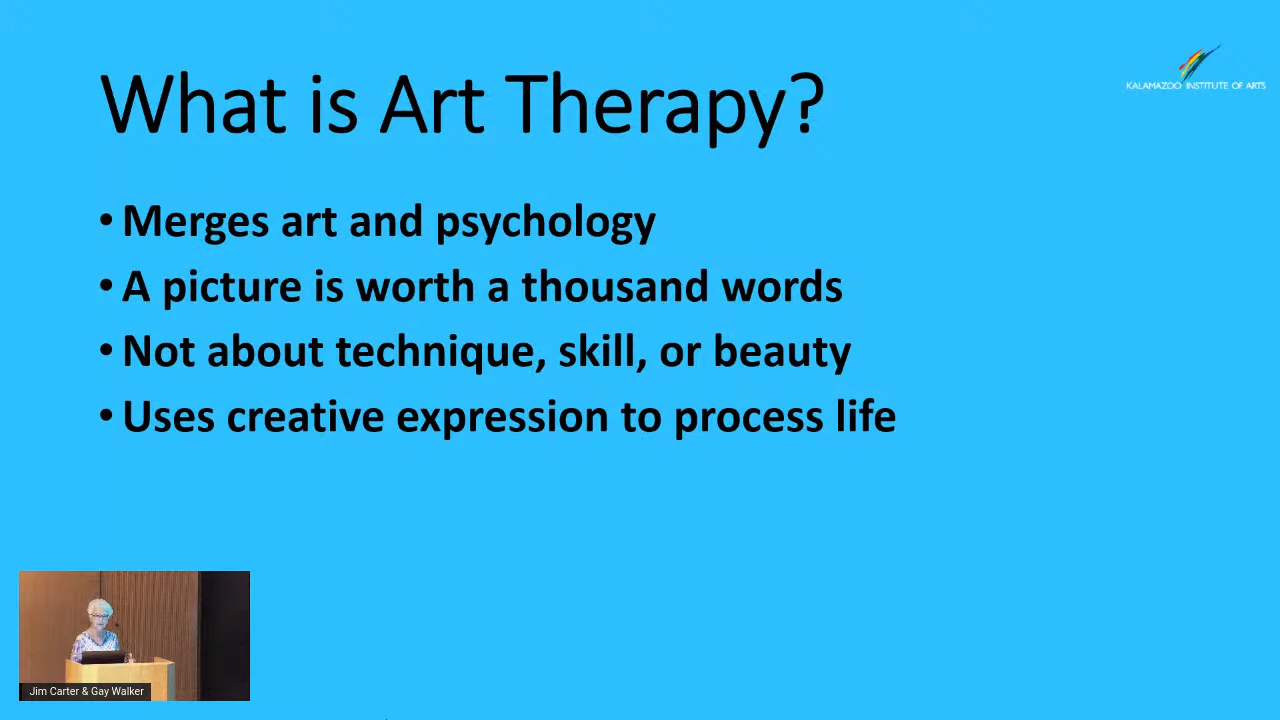 KALAMAZOO INSTITUTE OF ARTS
What is Art Therapy?
• Merges art and psychology
• A picture is worth a thousand words
• Not about technique, skill, or beauty
• Uses creative expression to process life
Jim Carter & Gay Walker